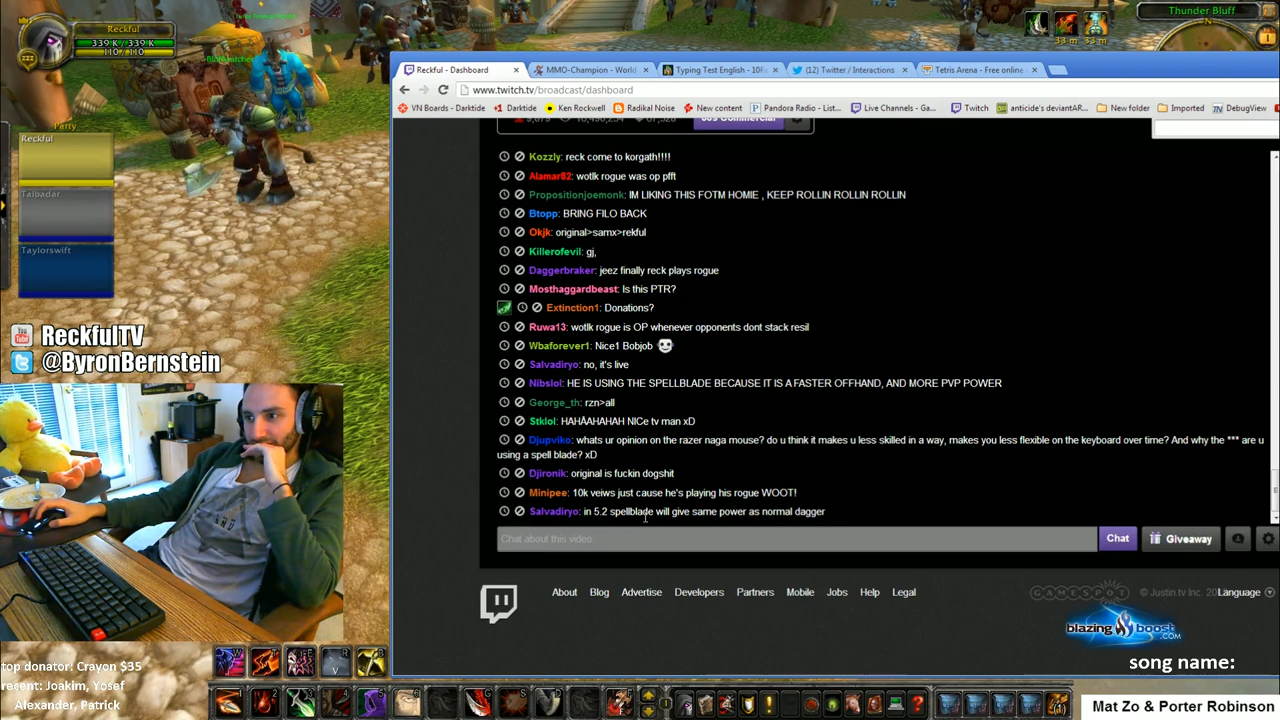 Reckful
339 K / 339 K
110 / 110
Thunder Bluff
33 m
33 m
Party
Reckful
Talbadar
Taylorswift
ReckfulTV
@ByronBernstein
Reckful - Dashboard
MMO-Champion - World
Typing Test English - 10Fa
(12) Twitter / Interactions
Tetris Arena - Free online
www.twitch.tv/broadcast/dashboard
VN Boards - Darktide
Darktide
Ken Rockwell
Radikal Noise
New content
Pandora Radio - List...
Live Channels - Ga...
Twitch
anticide's deviantAR...
New folder
Imported
DebugView
Kozzly: reck come to korgath!!!!
Alamar82: wotlk rogue was op pfft
Propositionjoemonk: IM LIKING THIS FOTM HOMIE , KEEP ROLLIN ROLLIN ROLLIN
Btopp: BRING FILO BACK
Okjk: original>samx>rekful
Killerofevil: gj,
Daggerbraker: jeez finally reck plays rogue
Mosthaggardbeast: Is this PTR?
Extinction1: Donations?
Ruwa13: wotlk rogue is OP whenever opponents dont stack resil
Wbaforever1: Nice1 Bobjob
Salvadiryo: no, it's live
Nibslol: HE IS USING THE SPELLBLADE BECAUSE IT IS A FASTER OFFHAND, AND MORE PVP POWER
George_th: rzn>all
Stklol: HAHÅAHAHAH NICe tv man xD
Djupviko: whats ur opinion on the razer naga mouse? do u think it makes u less skilled in a way, makes you less flexible on the keyboard over time? And why the *** are u
using a spell blade? xD
Djironik: original is fuckin dogshit
Minipee: 10k veiws just cause he's playing his rogue WOOT!
Salvadiryo: in 5.2 spellblade will give same power as normal dagger
Chat about this video
Chat
Giveaway
About
Blog
Advertise
Developers
Partners
Mobile
Jobs
Help
Legal
GAMESPOT
© Justin.tv Inc. 20
Language
blazing boost
.COM
song name:
Mat Zo & Porter Robinson
top donator: Crayon $35
recent: Joakim, Yosef
Alexander, Patrick